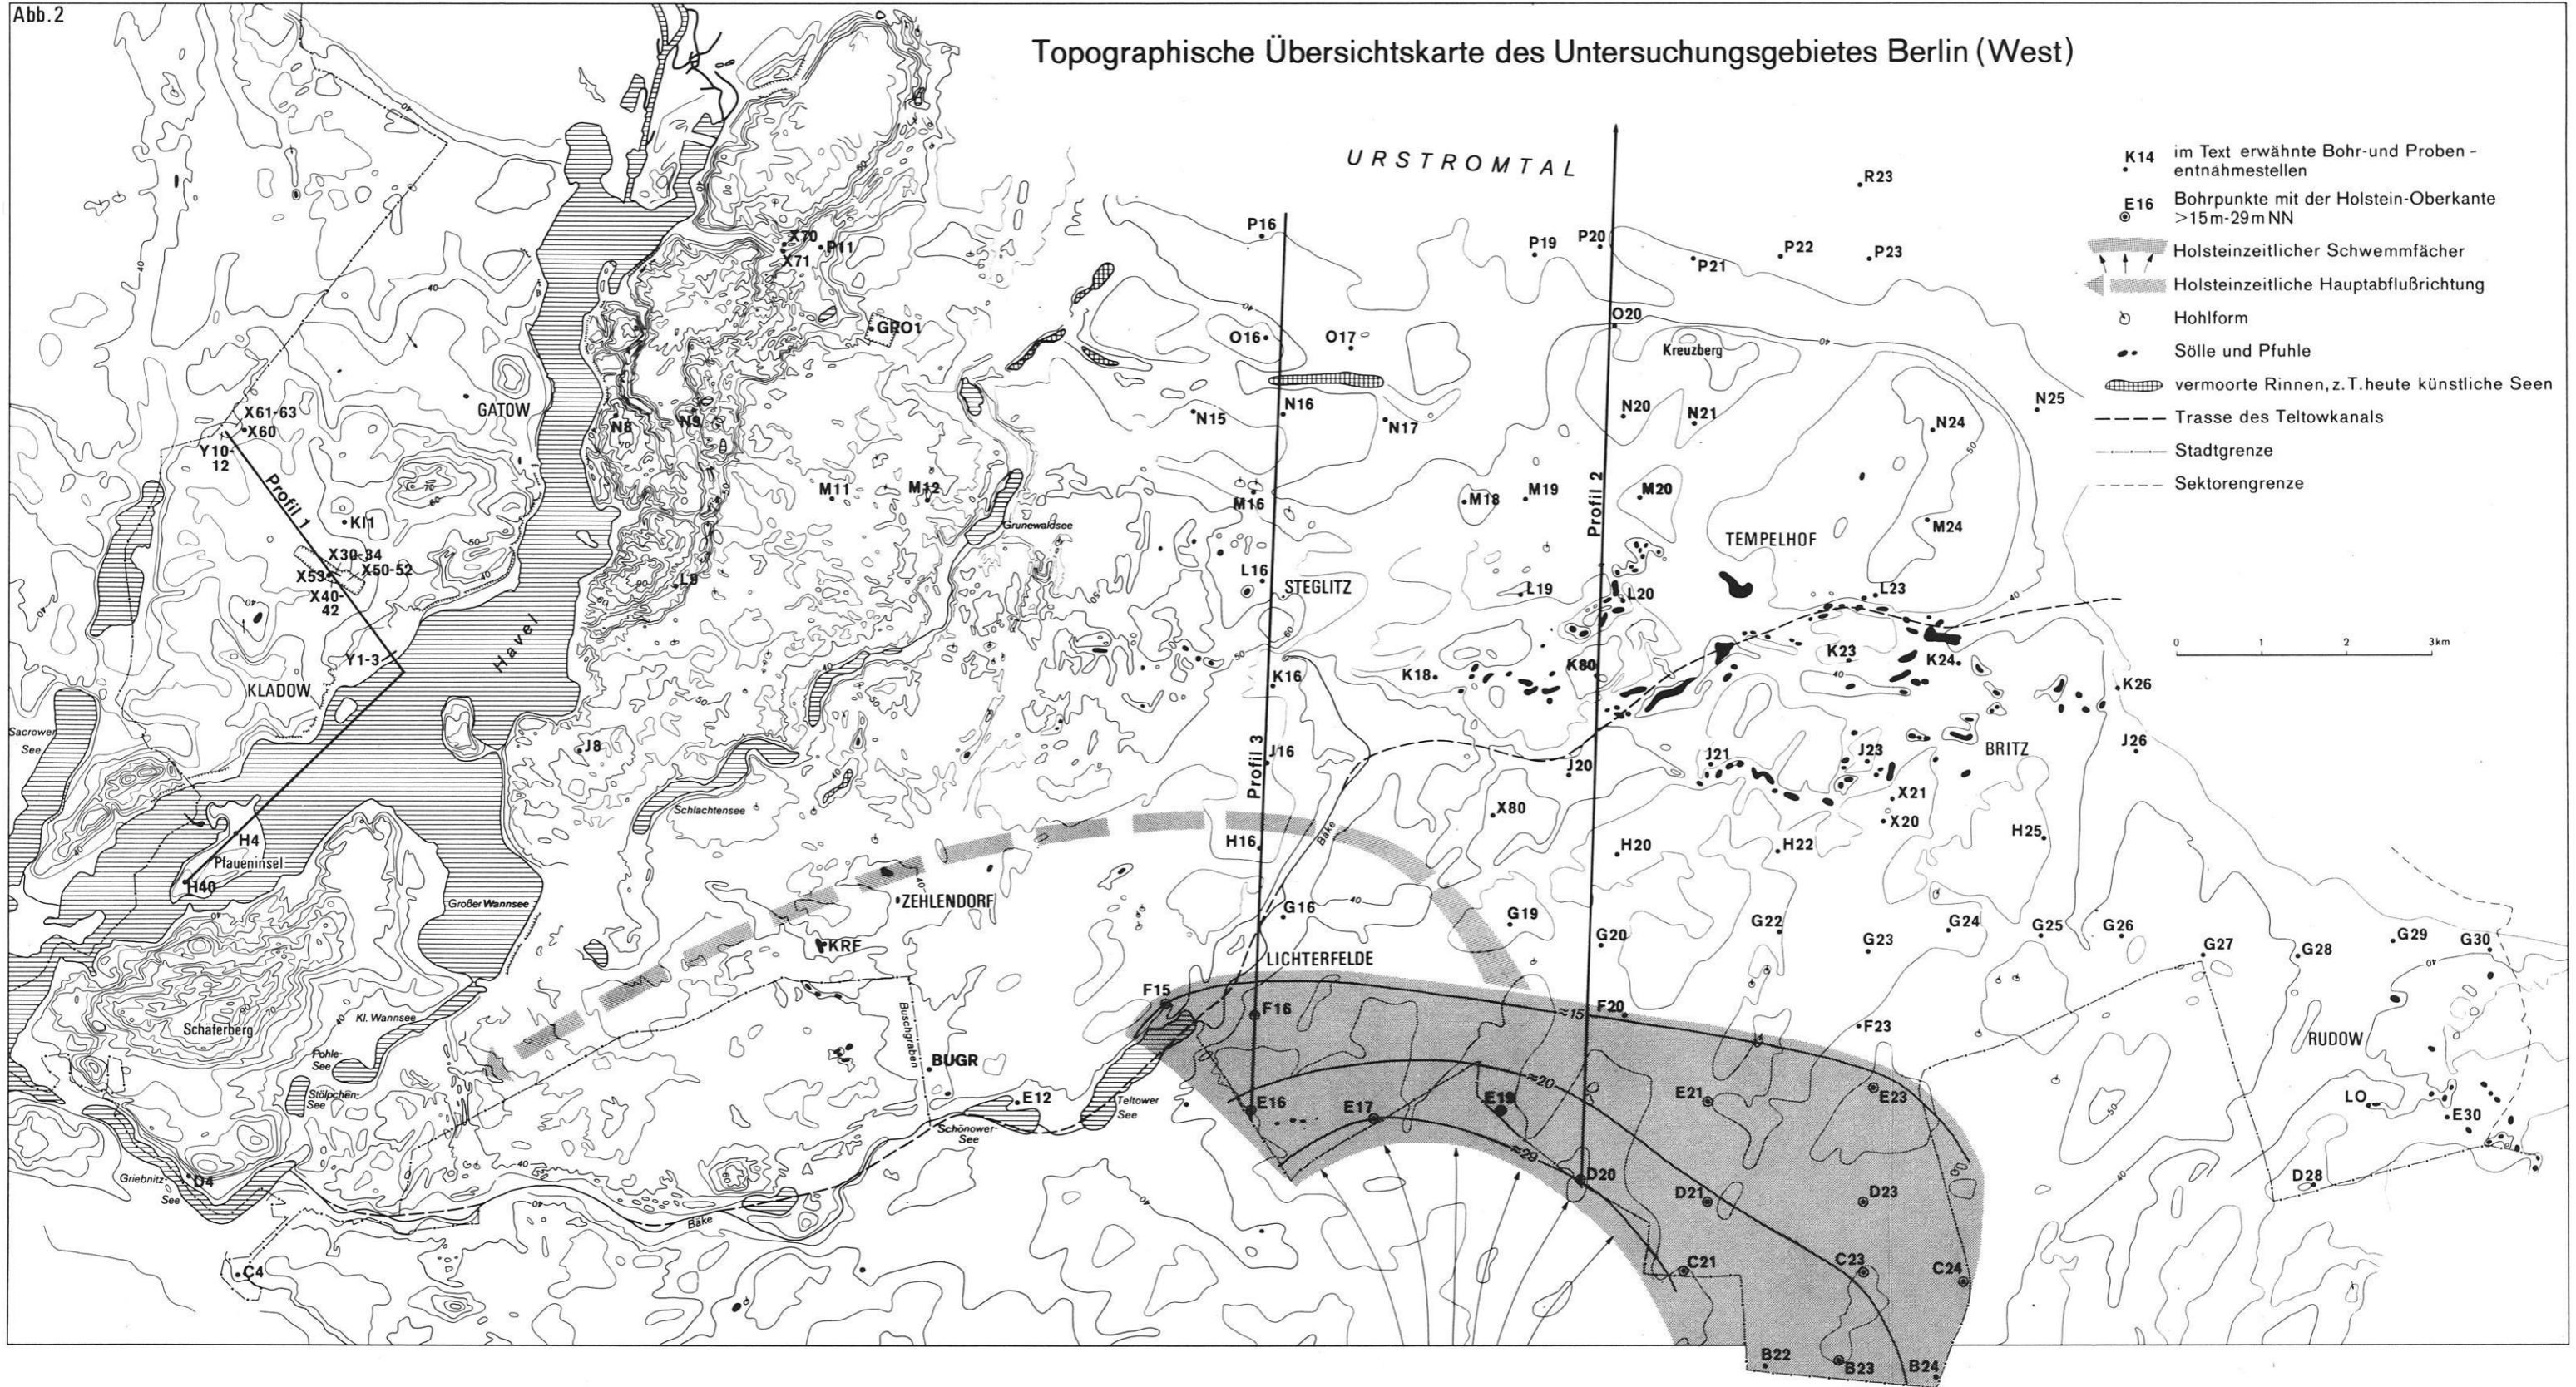 Abb.2
Topographische Übersichtskarte des Untersuchungsgebietes Berlin (West)
URSTROMTAL
K14 im Text erwähnte Bohr-und Proben-
entnahmestellen
E16 Bohrpunkte mit der Holstein-Oberkante
>15m-29mNN
Holsteinzeitlicher Schwemmfächer
Holsteinzeitliche Hauptabflußrichtung
Hohlform
Sölle und Pfuhle
vermoorte Rinnen, z.T. heute künstliche Seen
Trasse des Teltowkanals
Stadtgrenze
Sektorengrenze
0 1 2 3km
R23
P16
P19
P20
P21
P22
P23
X70
P11
X71
GRO1
O16
O17
O20
Kreuzberg
GATOW
X61-63
X60
Y10-
12
Profil 1
KI1
X30-34
X53
X50-52
X40-
42
Y1-3
KLADOW
Havel
N8
N9
N15
N16
N17
N20
N21
N24
N25
M11
M12
M16
M18
M19
M20
M24
Profil 2
TEMPELHOF
Grunewaldsee
L9
L16
STEGLITZ
L19
L20
L23
K16
K18
K80
K23
K24
K26
Sacrower
See
J8
J16
J20
J21
J23
BRITZ
J26
Profil 3
Schlachtensee
X80
X21
X20
H4
Pfaueninsel
H40
H16
Bäke
H20
H22
H25
Großer Wannsee
ZEHLENDORF
KRF
G16
G19
G20
G22
G23
G24
G25
G26
G27
G28
G29
G30
LICHTERFELDE
Schäferberg
Kl. Wannsee
Pohle-
See
Stölpchen-
See
Buschgraben
BUGR
F15
F16
≈15
F20
F23
RUDOW
E12
Schönower-
See
Teltower
See
E16
E17
E19
≈20
E21
E23
LO
E30
Griebnitz-
See
D4
≈29
D20
D21
D23
D28
Bäke
C4
C21
C23
C24
B22
B23
B24